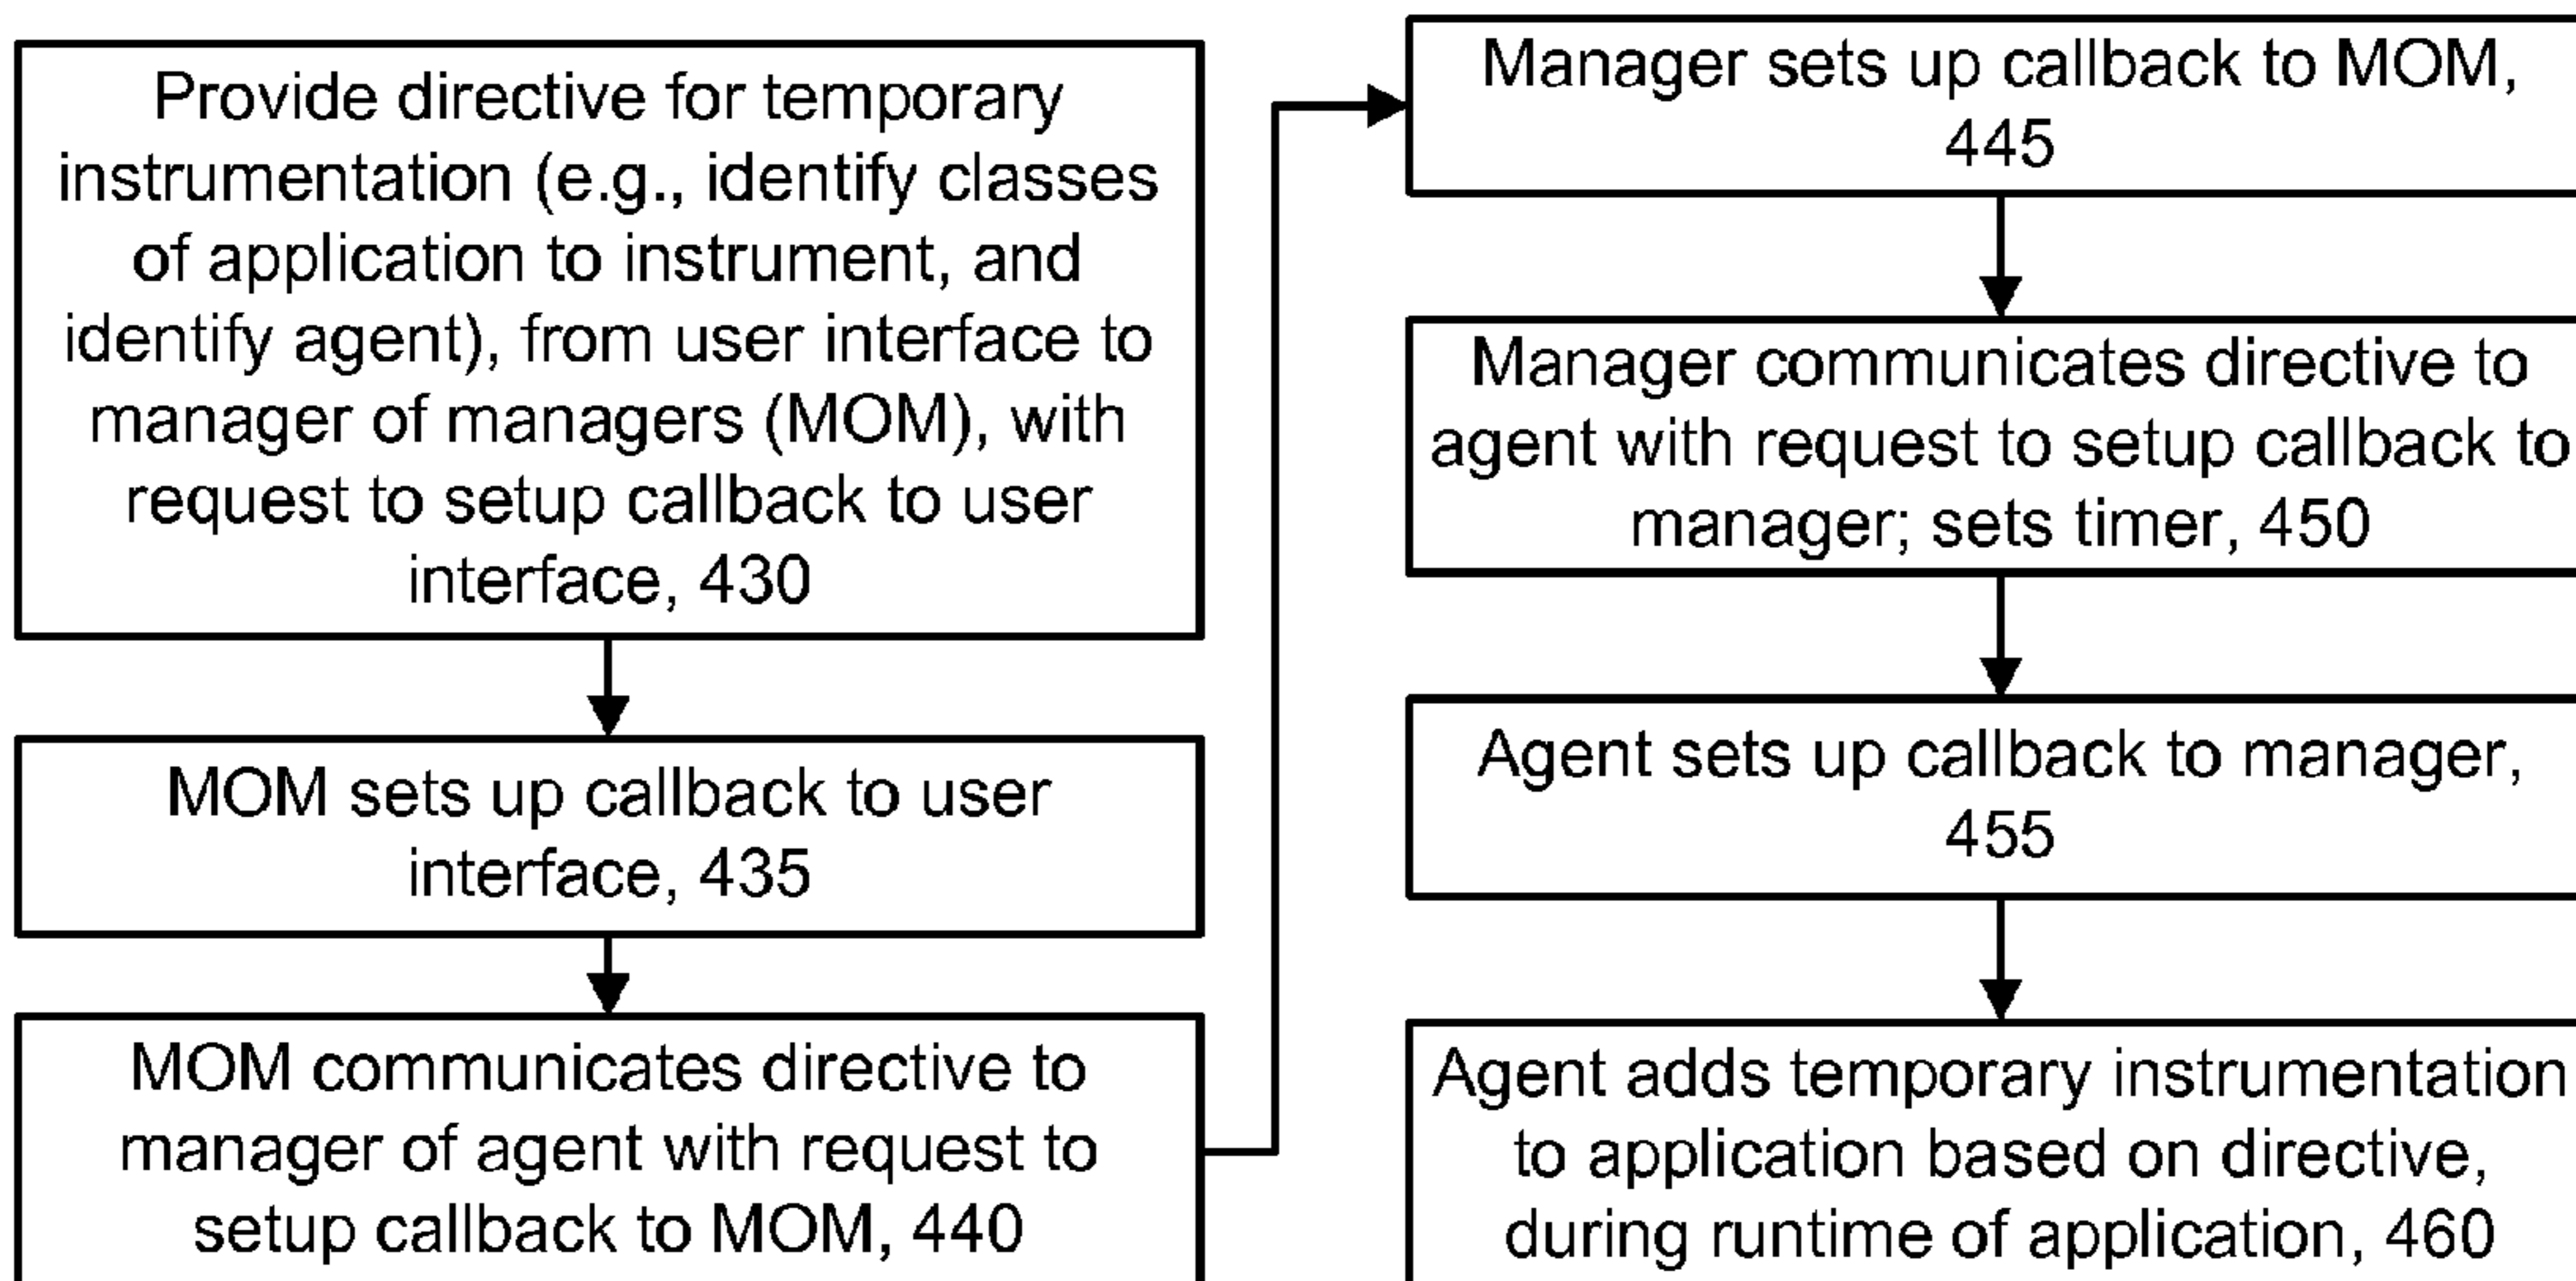 Provide directive for temporary
instrumentation (e.g., identify classes
of application to instrument, and
identify agent), from user interface to
manager of managers (MOM), with
request to setup callback to user
interface, 430
MOM sets up callback to user
interface, 435
MOM communicates directive to
manager of agent with request to
setup callback to MOM, 440
Manager sets up callback to MOM,
445
Manager communicates directive to
agent with request to setup callback to
manager; sets timer, 450
Agent sets up callback to manager,
455
Agent adds temporary instrumentation
to application based on directive,
during runtime of application, 460